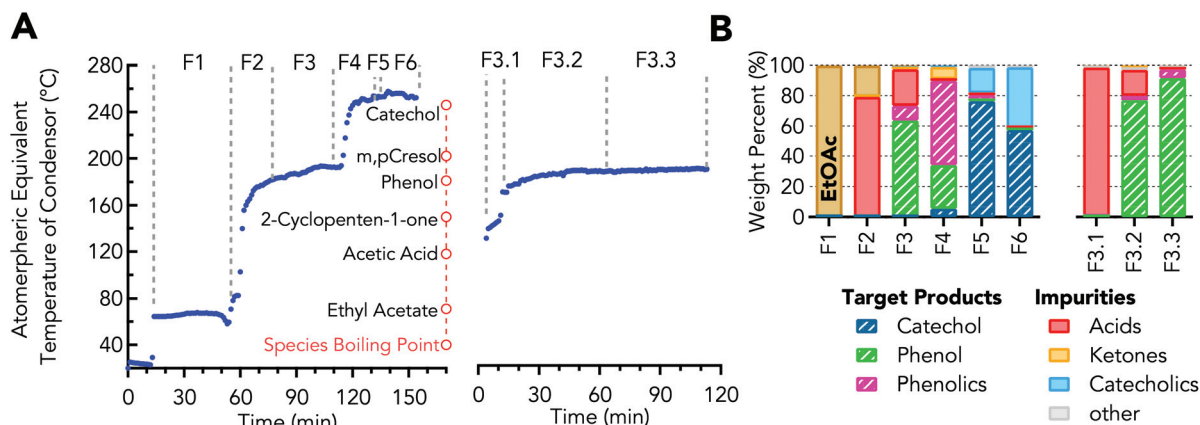 A
Atomerpheric Equivalent
Temperature of Condensor (°C)
280
240
200
160
120
80
40
F1
F2
F3
F4
F5
F6
Catechol
m,pCresol
Phenol
2-Cyclopenten-1-one
Acetic Acid
Ethyl Acetate
Species Boiling Point
0
30
60
90
120
150
Time (min)
F3.1
F3.2
F3.3
0
30
60
90
120
Time (min)
B
Weight Percent (%)
100
80
60
40
20
0
EtOAc
F1
F2
F3
F4
F5
F6
F3.1
F3.2
F3.3
Target Products
Catechol
Phenol
Phenolics
Impurities
Acids
Ketones
Catecholics
other